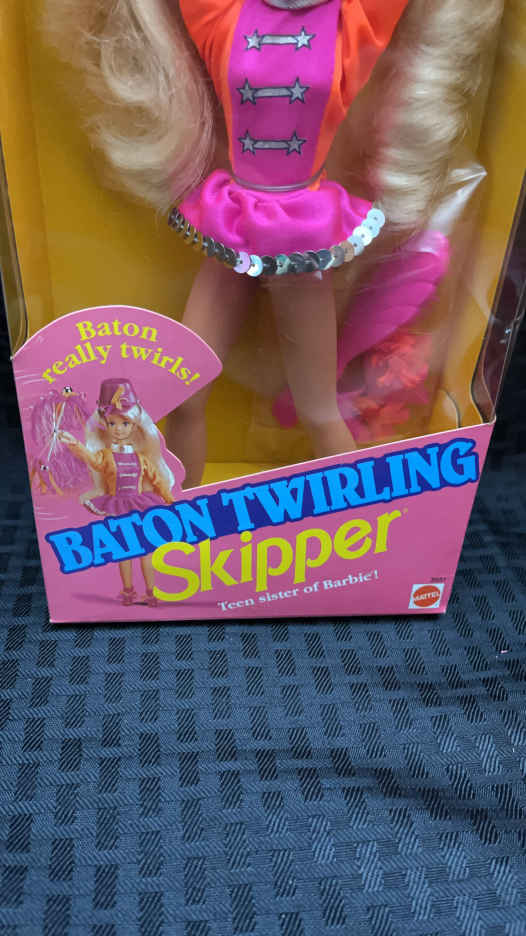 Baton
really twirls!
BATON TWIRLING
Skipper®
Teen sister of Barbie®!
MATTEL